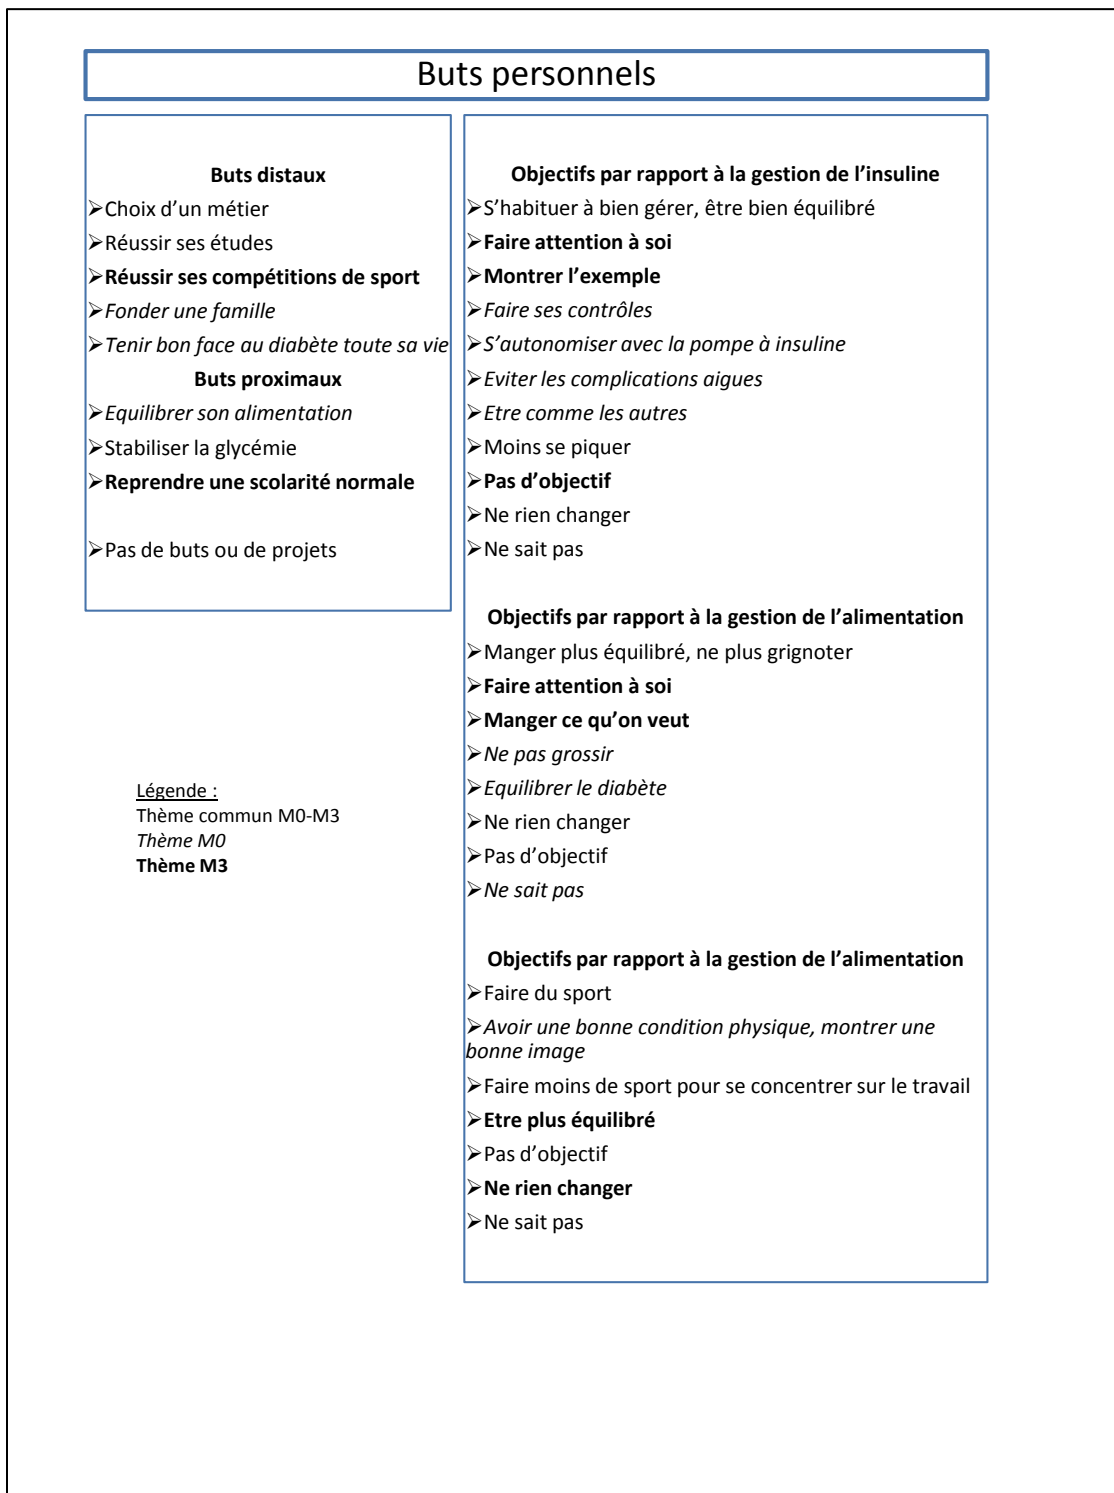 Buts personnels
Buts distaux
➢Choix d’un métier
➢Réussir ses études
➢Réussir ses compétitions de sport
➢Fonder une famille
➢Tenir bon face au diabète toute sa vie
Buts proximaux
➢Equilibrer son alimentation
➢Stabiliser la glycémie
➢Reprendre une scolarité normale
➢Pas de buts ou de projets
Objectifs par rapport à la gestion de l’insuline
➢S’habituer à bien gérer, être bien équilibré
➢Faire attention à soi
➢Montrer l’exemple
➢Faire ses contrôles
➢S’autonomiser avec la pompe à insuline
➢Eviter les complications aigues
➢Etre comme les autres
➢Moins se piquer
➢Pas d’objectif
➢Ne rien changer
➢Ne sait pas
Objectifs par rapport à la gestion de l’alimentation
➢Manger plus équilibré, ne plus grignoter
➢Faire attention à soi
➢Manger ce qu’on veut
➢Ne pas grossir
➢Equilibrer le diabète
➢Ne rien changer
➢Pas d’objectif
➢Ne sait pas
Objectifs par rapport à la gestion de l’alimentation
➢Faire du sport
➢Avoir une bonne condition physique, montrer une
bonne image
➢Faire moins de sport pour se concentrer sur le travail
➢Etre plus équilibré
➢Pas d’objectif
➢Ne rien changer
➢Ne sait pas
Légende :
Thème commun M0-M3
Thème M0
Thème M3